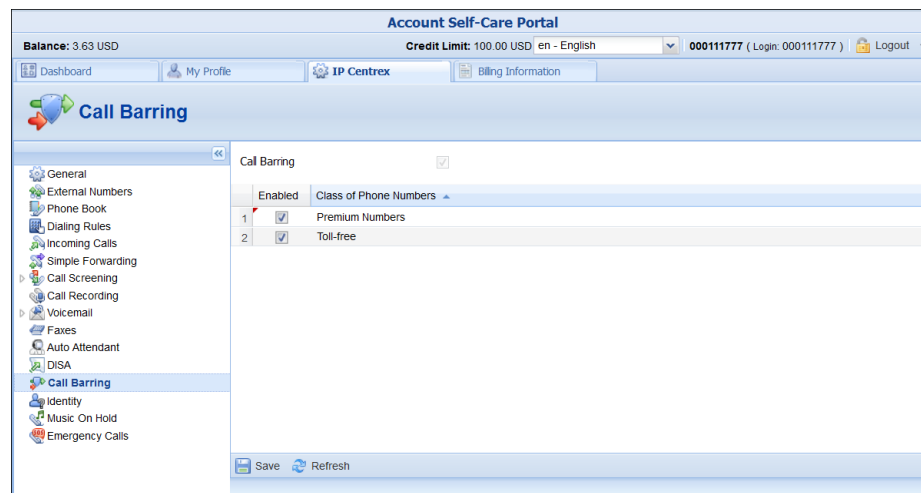 Account Self-Care Portal
Balance: 3.63 USD Credit Limit: 100.00 USD en - English 000111777 ( Login: 000111777 ) Logout
Dashboard My Profile IP Centrex Billing Information
Call Barring
Call Barring
General
External Numbers
Phone Book
Dialing Rules
Incoming Calls
Simple Forwarding
Call Screening
Call Recording
Voicemail
Faxes
Auto Attendant
DISA
Call Barring
Identity
Music On Hold
Emergency Calls
Enabled Class of Phone Numbers
1 Premium Numbers
2 Toll-free
Save Refresh